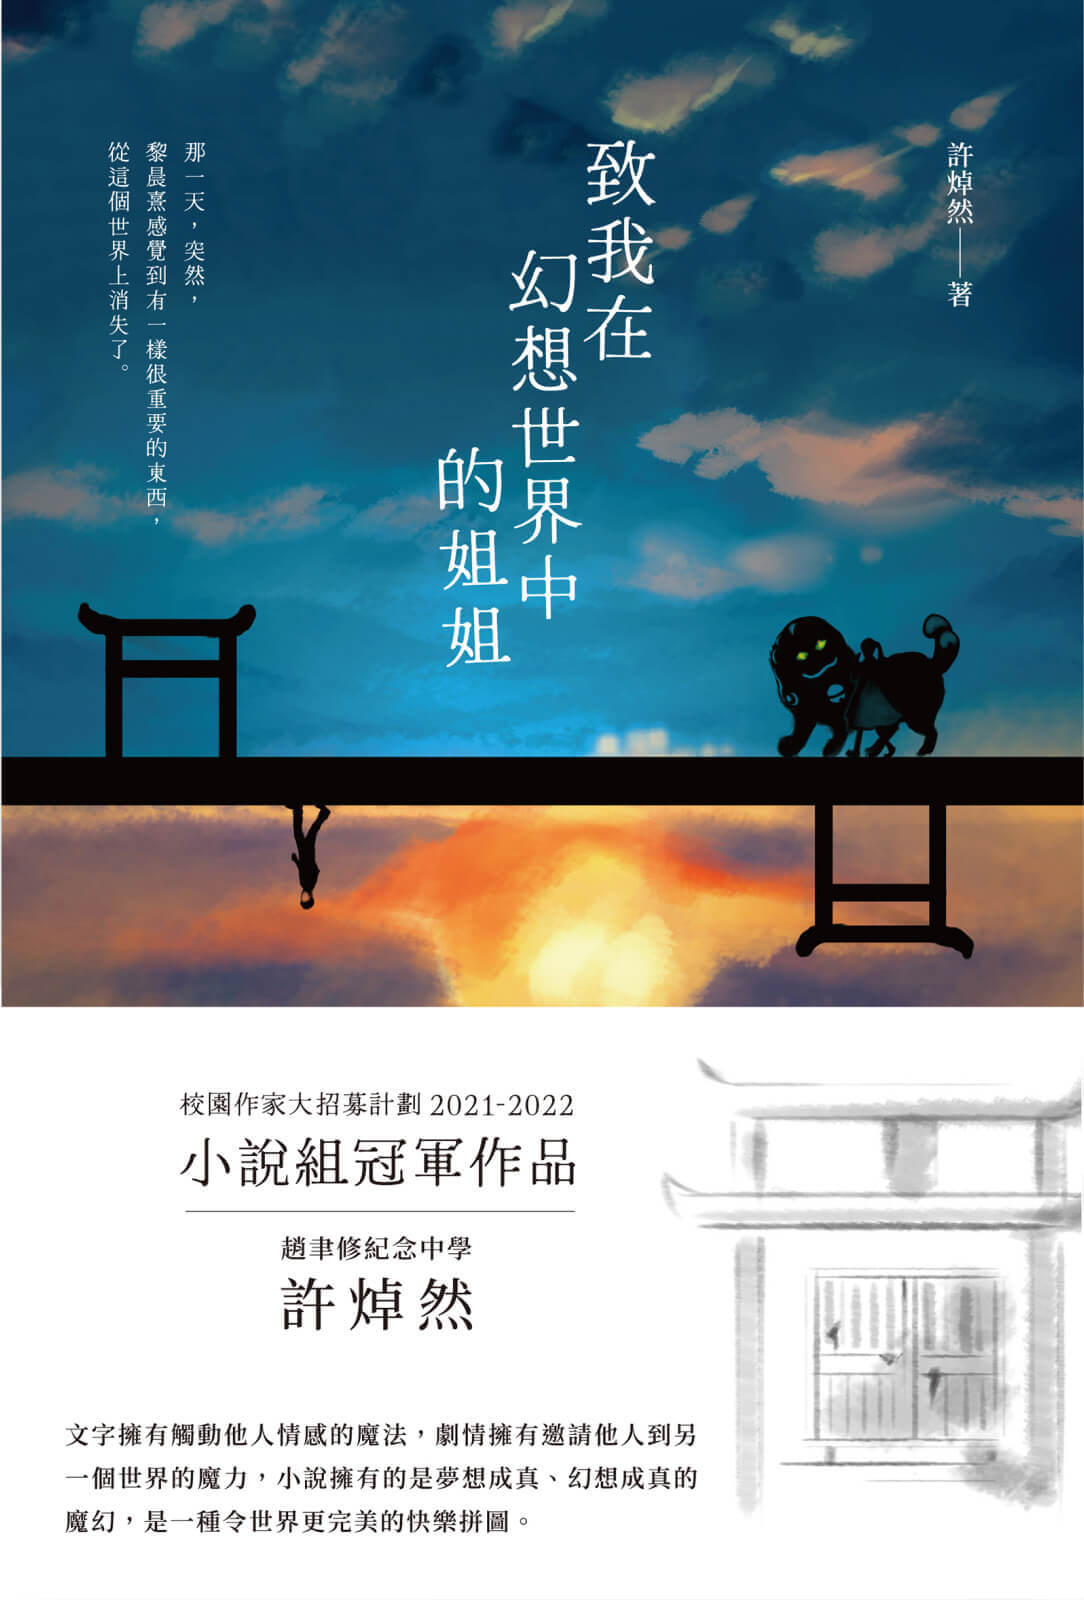 許焯然——著
致我在
幻想世界中
的姐姐
那一天，突然，
黎晨熹感覺到有一樣很重要的東西，
從這個世界上消失了。
校園作家大招募計劃 2021-2022
小說組冠軍作品
趙聿修紀念中學
許焯然
文字擁有觸動他人情感的魔法，劇情擁有邀請他人到另
一個世界的魔力，小說擁有的是夢想成真、幻想成真的
魔幻，是一種令世界更完美的快樂拼圖。